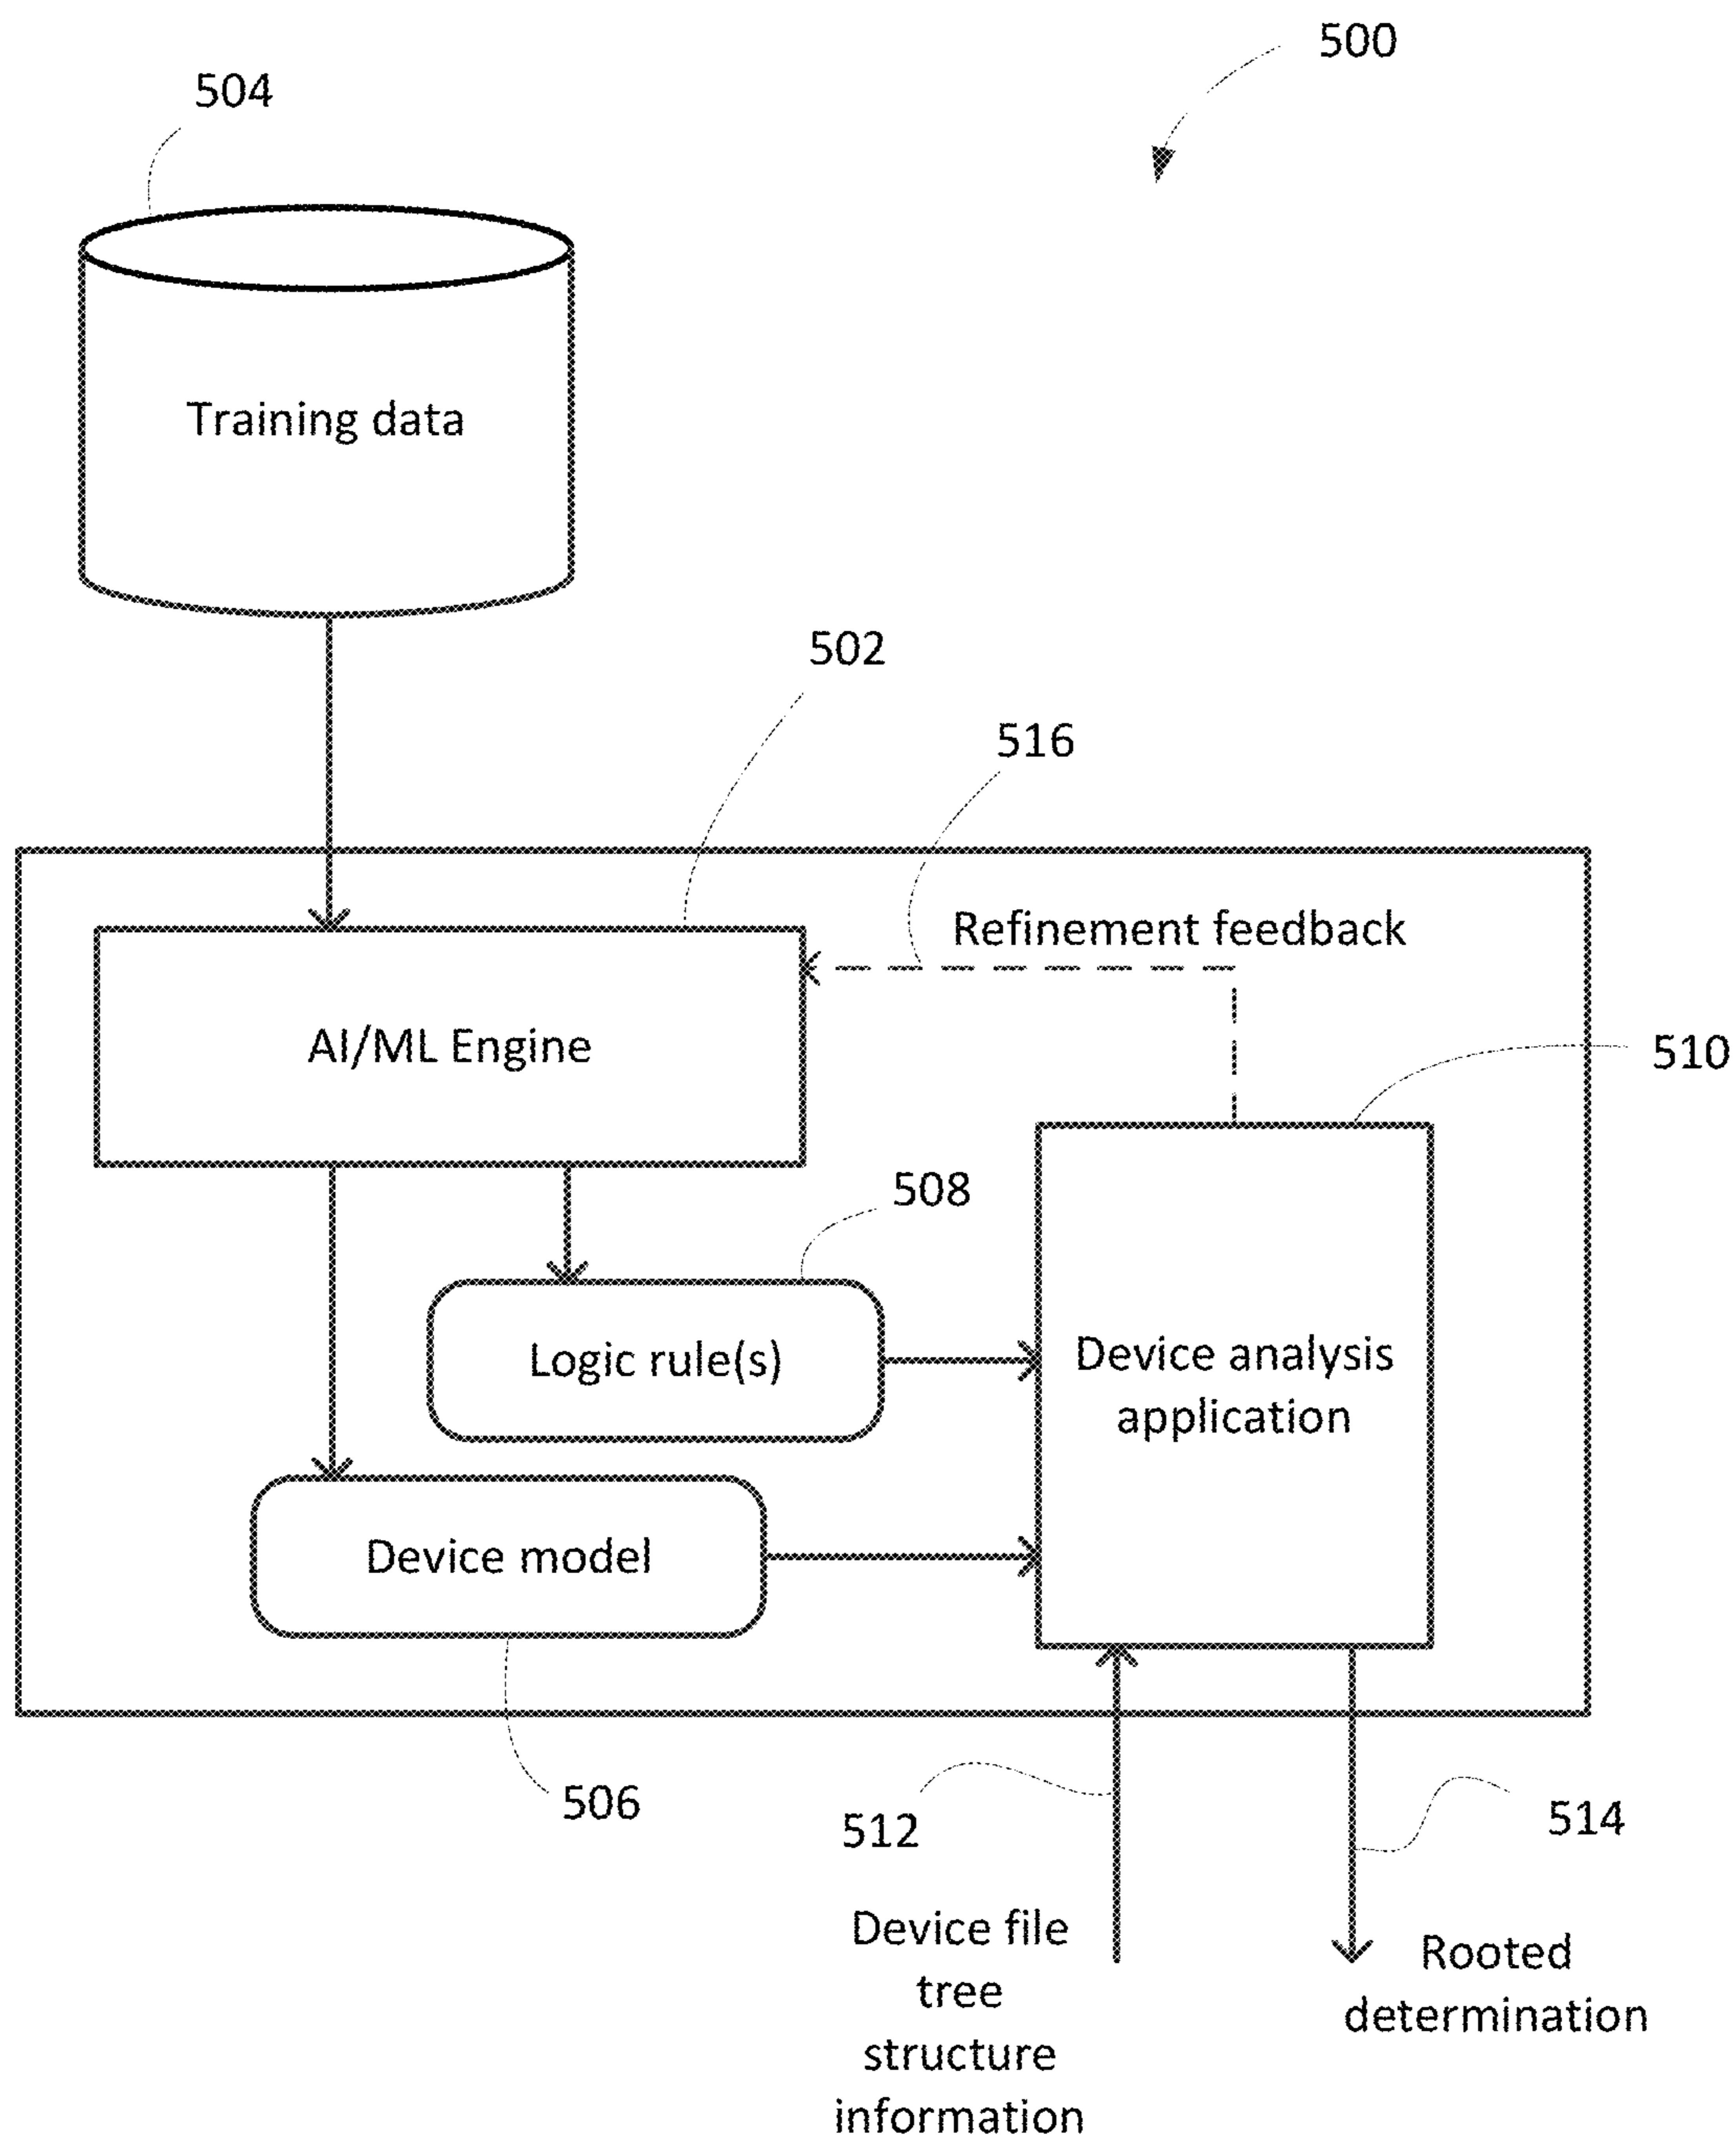 500
504
Training data
502
516
Refinement feedback
AI/ML Engine
510
508
Logic rule(s)
Device analysis
application
Device model
506
512
514
Device file
tree
structure
information
Rooted
determination